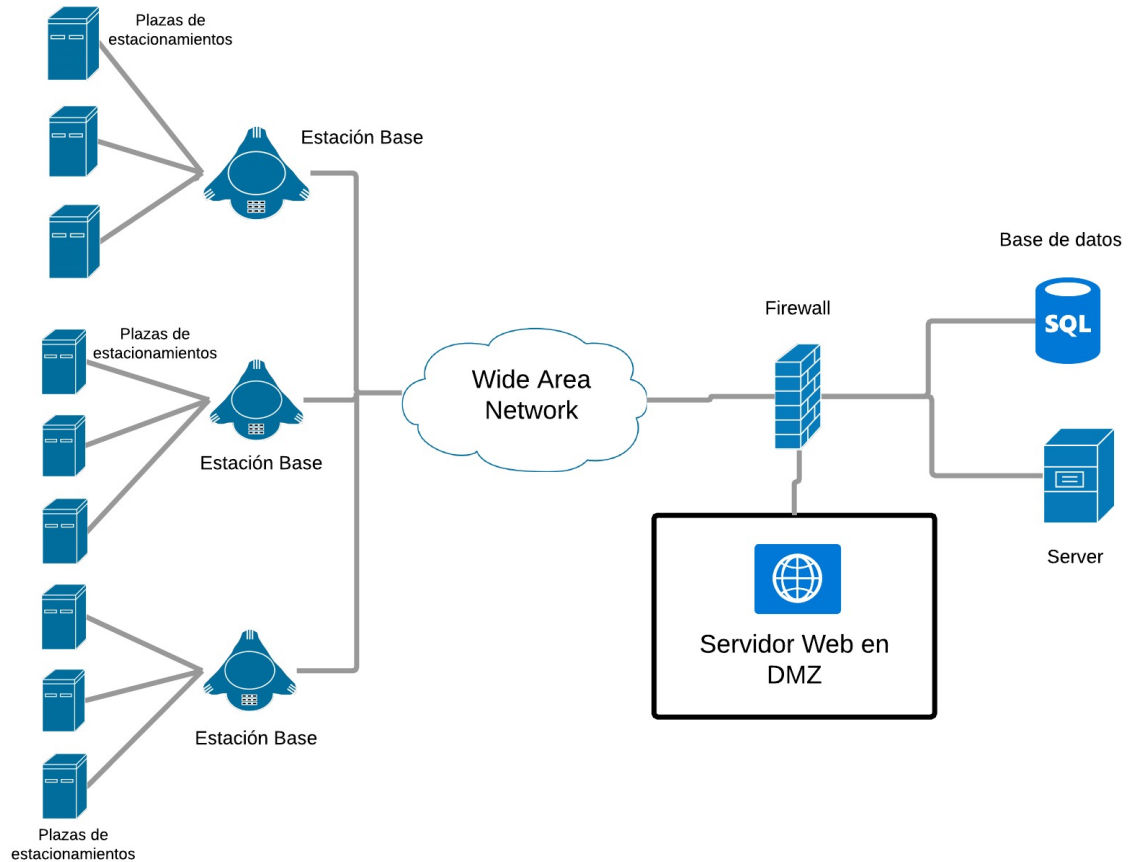 Plazas de
estacionamientos
Estación Base
Plazas de
estacionamientos
Estación Base
Plazas de
estacionamientos
Estación Base
Wide Area
Network
Firewall
Base de datos
SQL
Server
Servidor Web en
DMZ